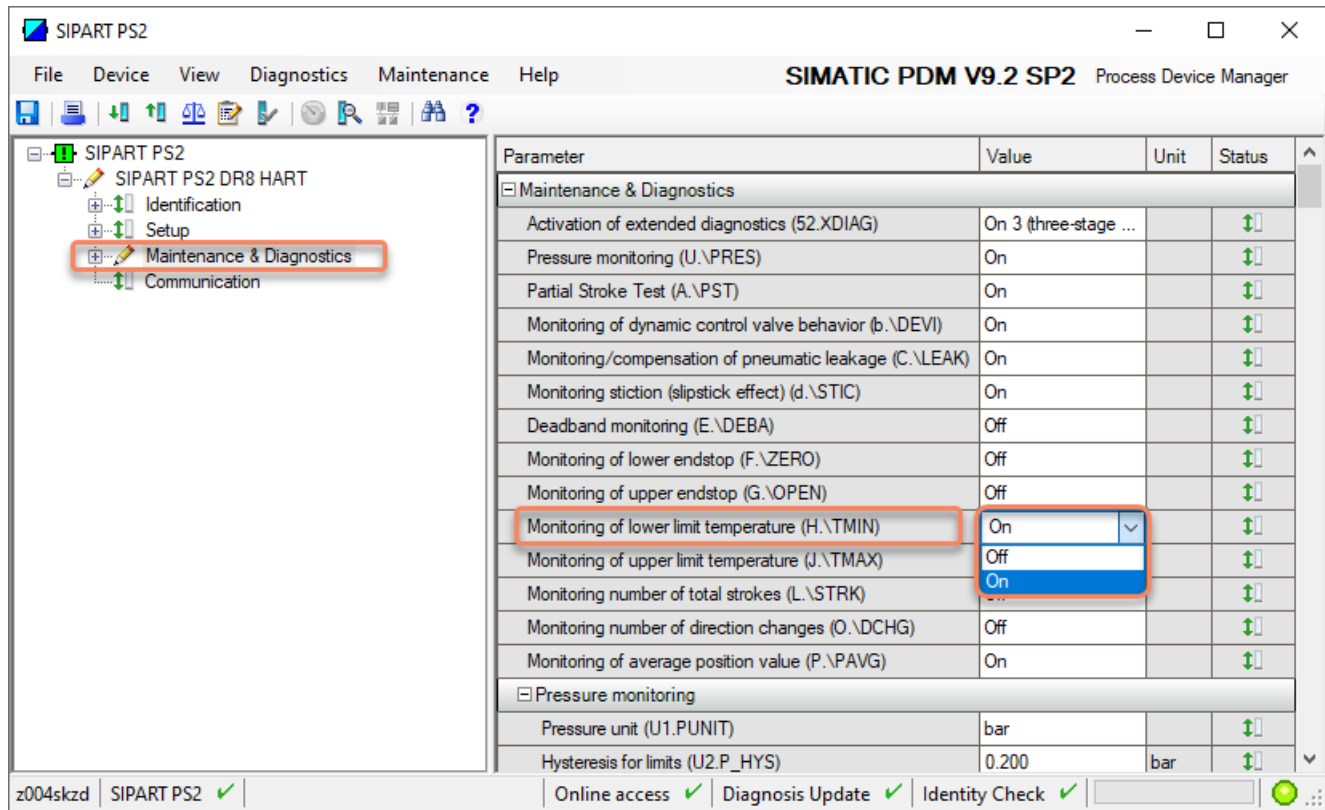 SIPART PS2
File Device View Diagnostics Maintenance Help SIMATIC PDM V9.2 SP2 Process Device Manager
SIPART PS2
SIPART PS2 DR8 HART
Identification
Setup
Maintenance & Diagnostics
Communication
Parameter Value Unit Status
Maintenance & Diagnostics
Activation of extended diagnostics (52.XDIAG) On 3 (three-stage ...
Pressure monitoring (U.\PRES) On
Partial Stroke Test (A.\PST) On
Monitoring of dynamic control valve behavior (b.\DEVI) On
Monitoring/compensation of pneumatic leakage (C.\LEAK) On
Monitoring stiction (slipstick effect) (d.\STIC) On
Deadband monitoring (E.\DEBA) Off
Monitoring of lower endstop (F.\ZERO) Off
Monitoring of upper endstop (G.\OPEN) Off
Monitoring of lower limit temperature (H.\TMIN) On
Monitoring of upper limit temperature (J.\TMAX) Off
On
Monitoring number of total strokes (L.\STRK)
Monitoring number of direction changes (O.\DCHG) Off
Monitoring of average position value (P.\PAVG) On
Pressure monitoring
Pressure unit (U1.PUNIT) bar
Hysteresis for limits (U2.P_HYS) 0.200 bar
z004skzd SIPART PS2 Online access Diagnosis Update Identity Check